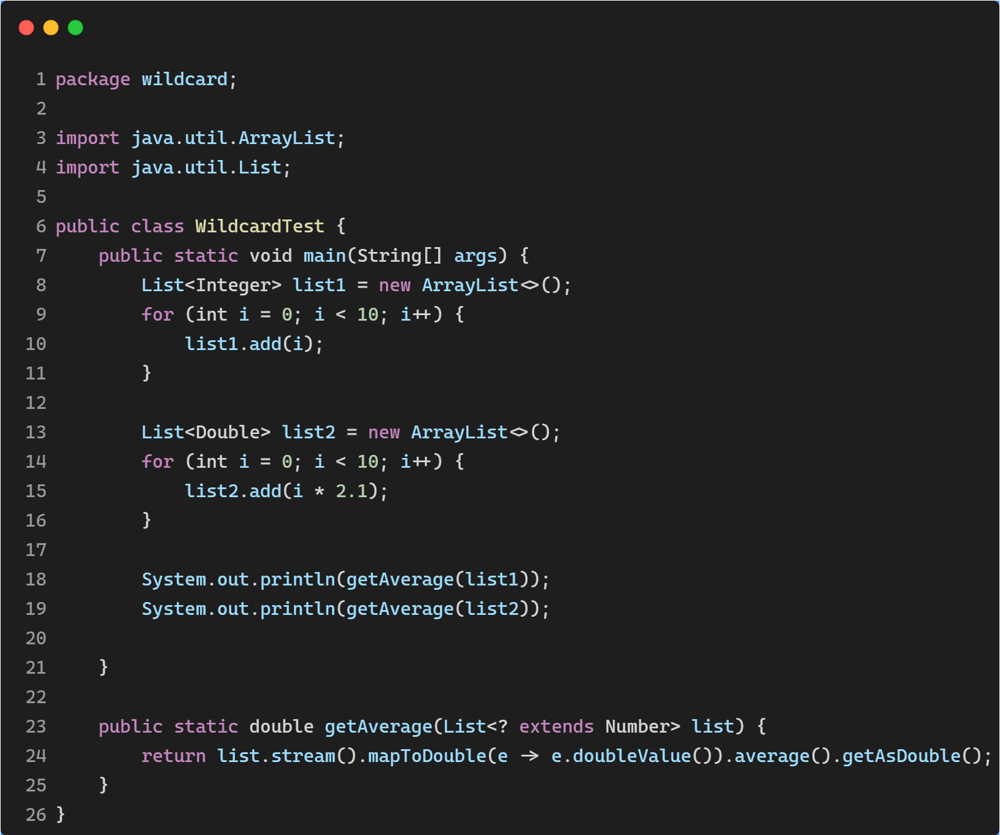 1 package wildcard;
2
3 import java.util.ArrayList;
4 import java.util.List;
5
6 public class WildcardTest {
7     public static void main(String[] args) {
8         List<Integer> list1 = new ArrayList<>();
9         for (int i = 0; i < 10; i++) {
10             list1.add(i);
11         }
12
13         List<Double> list2 = new ArrayList<>();
14         for (int i = 0; i < 10; i++) {
15             list2.add(i * 2.1);
16         }
17
18         System.out.println(getAverage(list1));
19         System.out.println(getAverage(list2));
20
21     }
22
23     public static double getAverage(List<? extends Number> list) {
24         return list.stream().mapToDouble(e -> e.doubleValue()).average().getAsDouble();
25     }
26 }